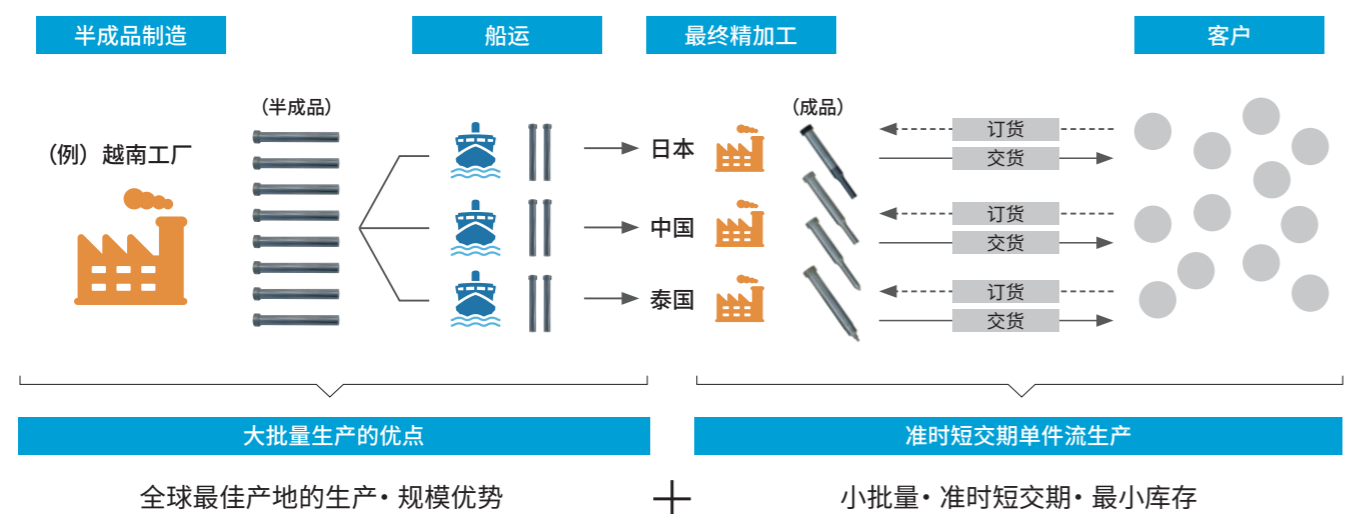 半成品制造
船运
最终精加工
客户
（半成品）
（成品）
（例）越南工厂
日本
中国
泰国
订货
交货
订货
交货
订货
交货
大批量生产的优点
准时短交期单件流生产
全球最佳产地的生产・规模优势
＋
小批量・准时短交期・最小库存